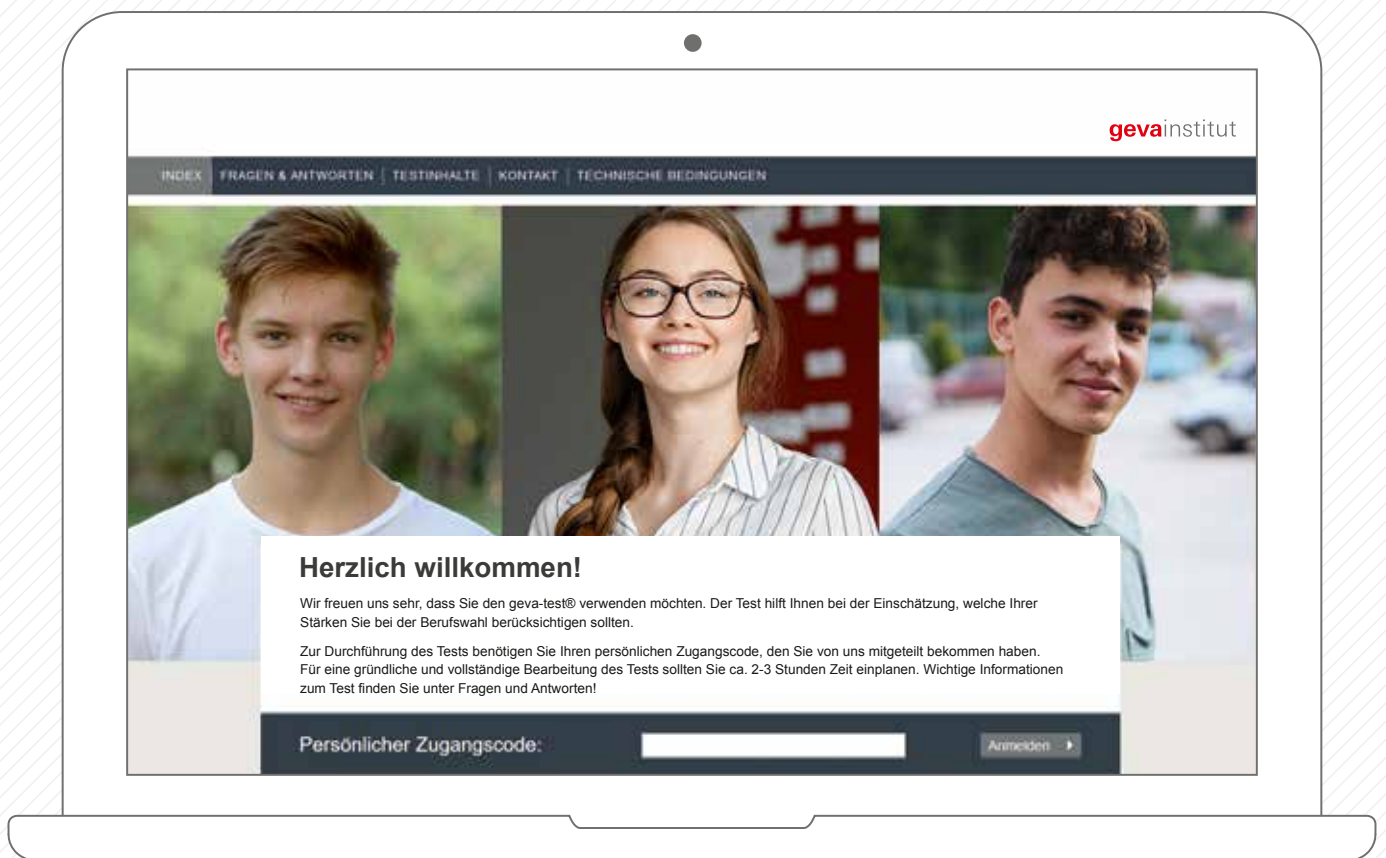 gevainstitut
INDEX FRAGEN & ANTWORTEN | TESTINHALTE | KONTAKT | TECHNISCHE BEDINGUNGEN
Herzlich willkommen!
Wir freuen uns sehr, dass Sie den geva-test® verwenden möchten. Der Test hilft Ihnen bei der Einschätzung, welche Ihrer
Stärken Sie bei der Berufswahl berücksichtigen sollten.
Zur Durchführung des Tests benötigen Sie Ihren persönlichen Zugangscode, den Sie von uns mitgeteilt bekommen haben.
Für eine gründliche und vollständige Bearbeitung des Tests sollten Sie ca. 2-3 Stunden Zeit einplanen. Wichtige Informationen
zum Test finden Sie unter Fragen und Antworten!
Persönlicher Zugangscode: Anmelden